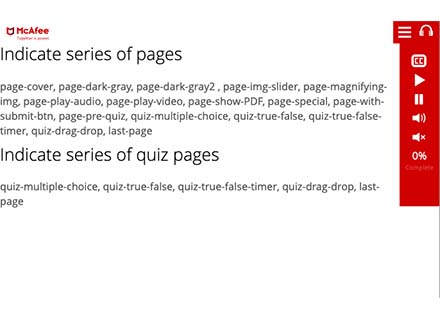 McAfee
Together is power.
Indicate series of pages
page-cover, page-dark-gray, page-dark-gray2 , page-img-slider, page-magnifying-
img, page-play-audio, page-play-video, page-show-PDF, page-special, page-with-
submit-btn, page-pre-quiz, quiz-multiple-choice, quiz-true-false, quiz-true-false-
timer, quiz-drag-drop, last-page
Indicate series of quiz pages
quiz-multiple-choice, quiz-true-false, quiz-true-false-timer, quiz-drag-drop, last-
page
CC
0%
Complete